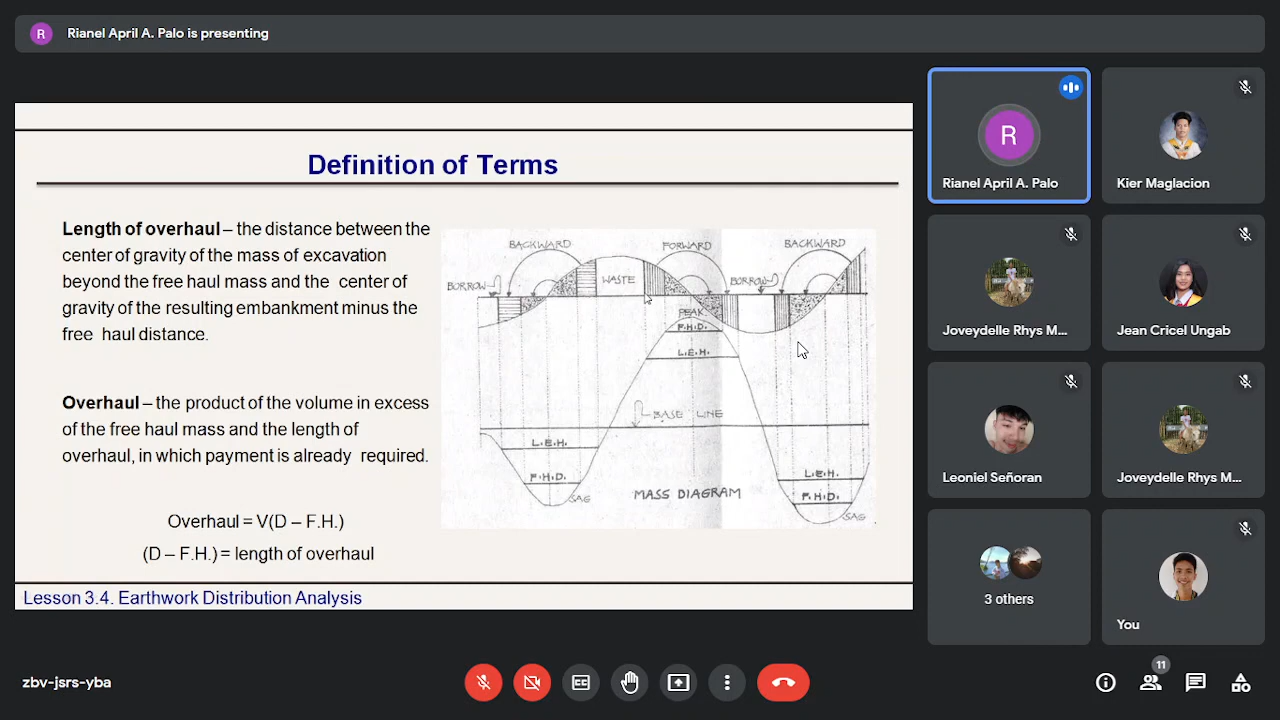 R Rianel April A. Palo is presenting
Definition of Terms
Length of overhaul – the distance between the
center of gravity of the mass of excavation
beyond the free haul mass and the center of
gravity of the resulting embankment minus the
free haul distance.
Overhaul – the product of the volume in excess
of the free haul mass and the length of
overhaul, in which payment is already required.
Overhaul = V(D – F.H.)
(D – F.H.) = length of overhaul
BACKWARD FORWARD BACKWARD
BORROW WASTE BORROW
PEAK
F.H.D.
L.E.H.
BASE LINE
L.E.H. L.E.H.
F.H.D. F.H.D.
SAG MASS DIAGRAM SAG
Lesson 3.4. Earthwork Distribution Analysis
R
Rianel April A. Palo
Kier Maglacion
Joveydelle Rhys M...
Jean Cricel Ungab
Leoniel Señoran
Joveydelle Rhys M...
3 others
You
zbv-jsrs-yba
CC
11